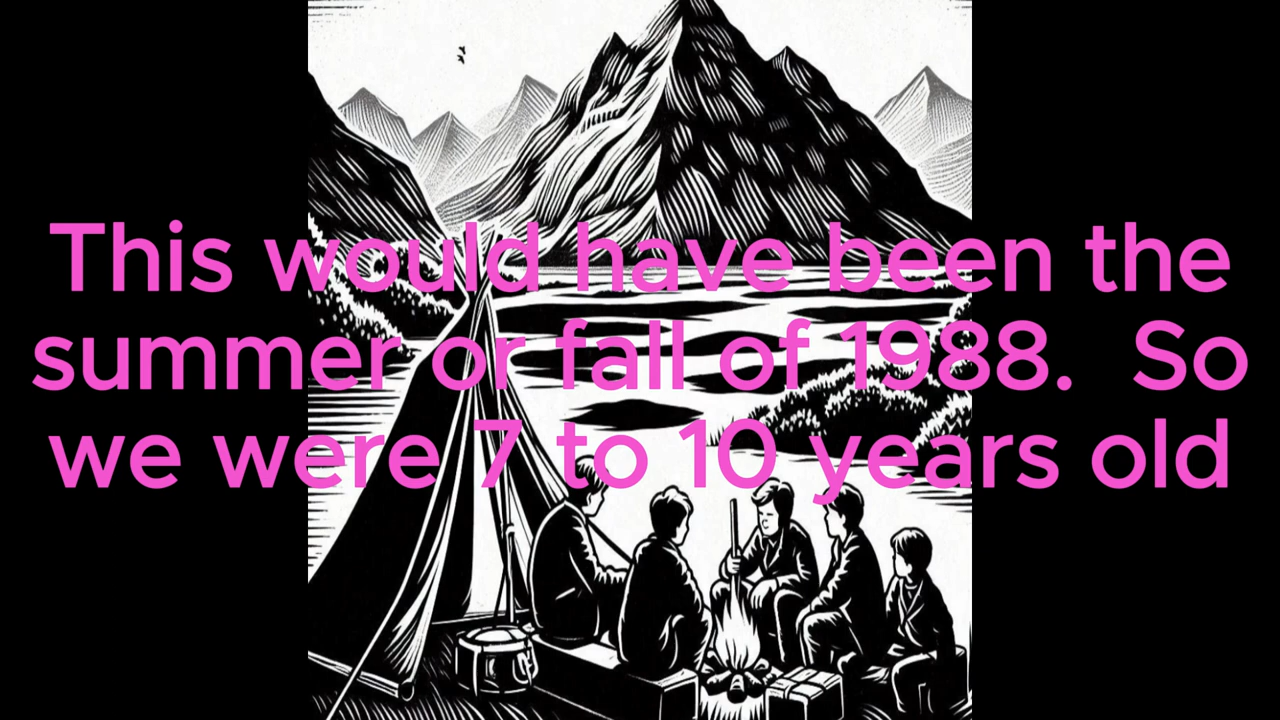 This would have been the
summer or fall of 1988.  So
we were 7 to 10 years old